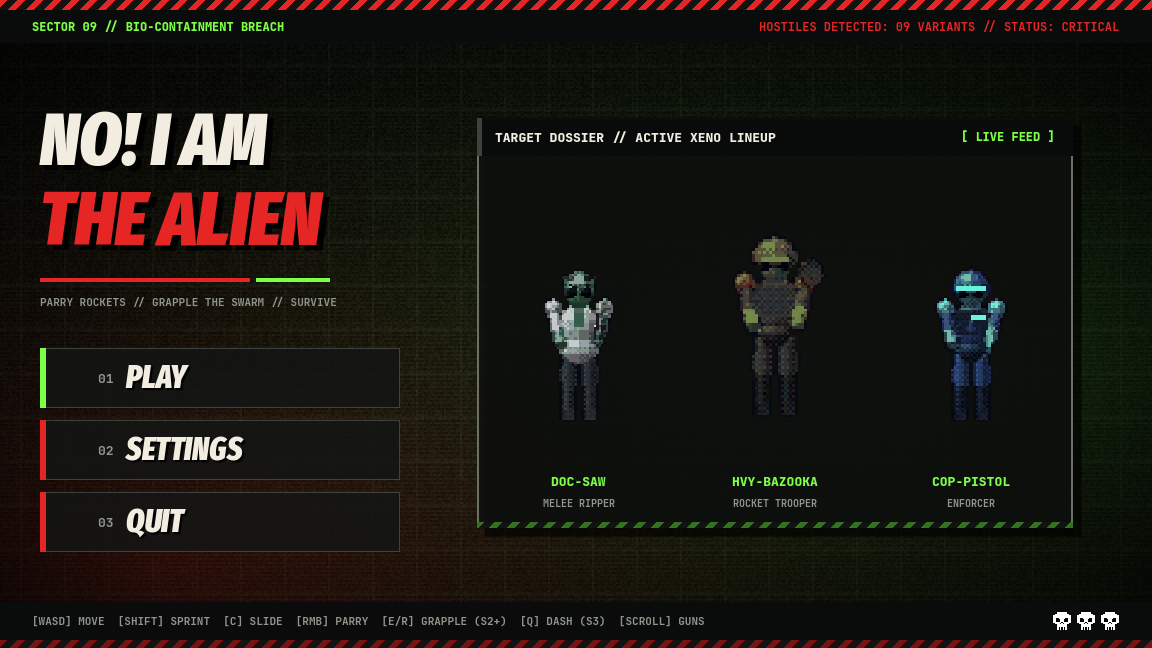 SECTOR 09 // BIO-CONTAINMENT BREACH
HOSTILES DETECTED: 09 VARIANTS // STATUS: CRITICAL
NO! I AM
THE ALIEN
PARRY ROCKETS // GRAPPLE THE SWARM // SURVIVE
01 PLAY
02 SETTINGS
03 QUIT
TARGET DOSSIER // ACTIVE XENO LINEUP
[ LIVE FEED ]
DOC-SAW
MELEE RIPPER
HVY-BAZOOKA
ROCKET TROOPER
COP-PISTOL
ENFORCER
[WASD] MOVE [SHIFT] SPRINT [C] SLIDE [RMB] PARRY [E/R] GRAPPLE (S2+) [Q] DASH (S3) [SCROLL] GUNS